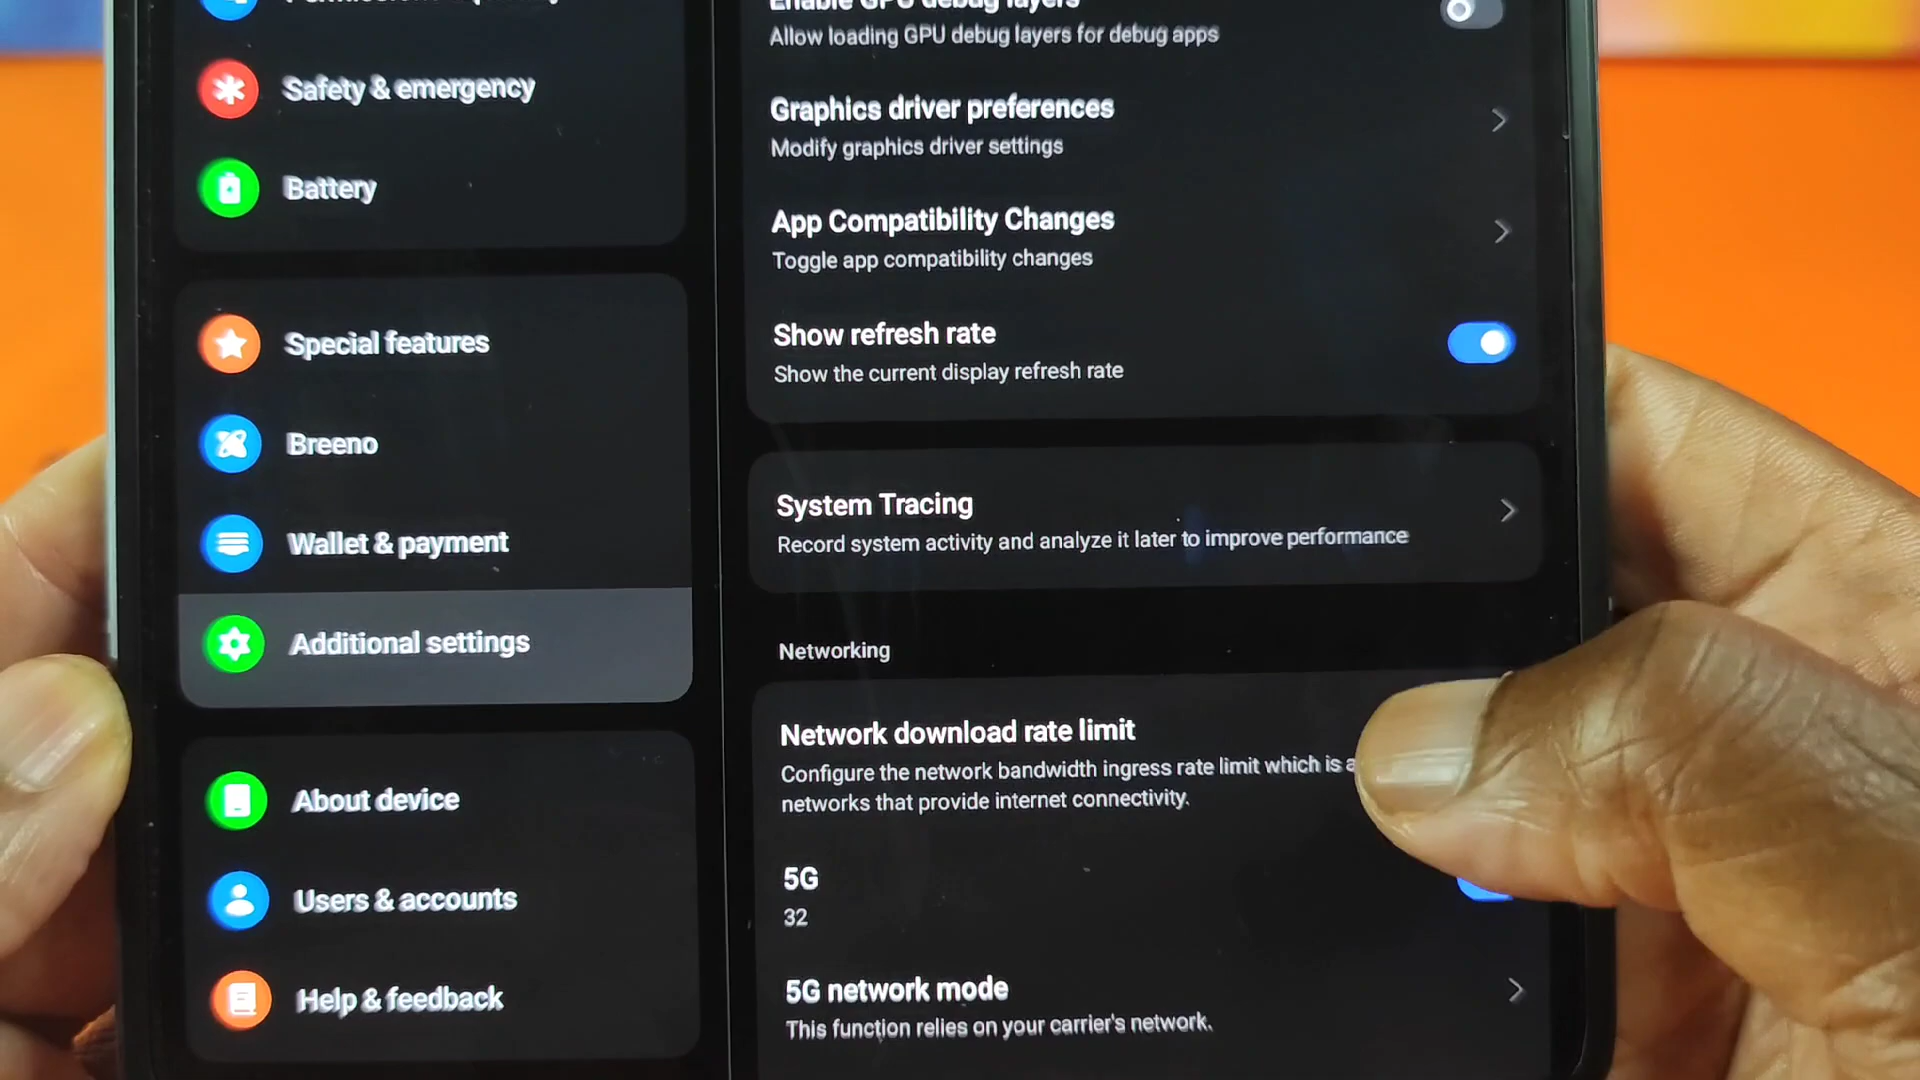 Safety & emergency
Battery
Special features
Breeno
Wallet & payment
Additional settings
About device
Users & accounts
Help & feedback
Enable GPU debug layers
Allow loading GPU debug layers for debug apps
Graphics driver preferences
Modify graphics driver settings
App Compatibility Changes
Toggle app compatibility changes
Show refresh rate
Show the current display refresh rate
System Tracing
Record system activity and analyze it later to improve performance
Networking
Network download rate limit
Configure the network bandwidth ingress rate limit which is
networks that provide internet connectivity.
5G
32
5G network mode
This function relies on your carrier's network.